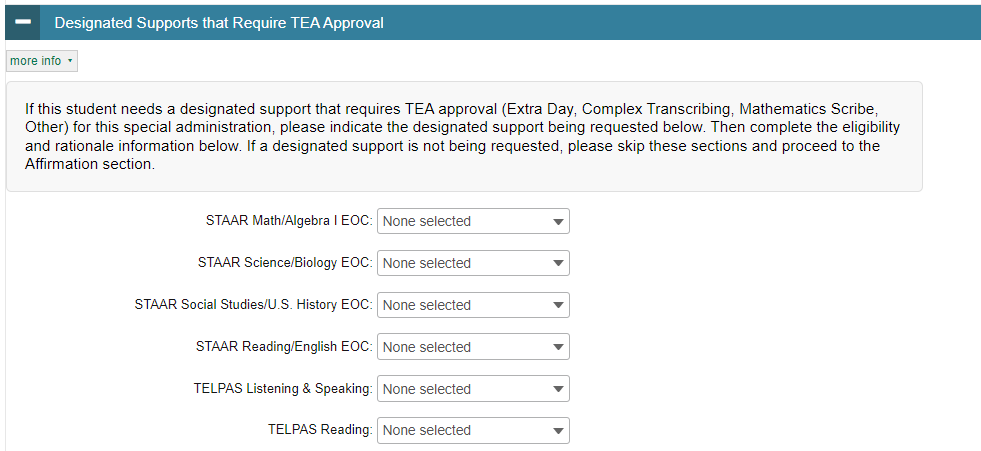 Designated Supports that Require TEA Approval
more info
If this student needs a designated support that requires TEA approval (Extra Day, Complex Transcribing, Mathematics Scribe,
Other) for this special administration, please indicate the designated support being requested below. Then complete the eligibility
and rationale information below. If a designated support is not being requested, please skip these sections and proceed to the
Affirmation section.
STAAR Math/Algebra I EOC: None selected
STAAR Science/Biology EOC: None selected
STAAR Social Studies/U.S. History EOC: None selected
STAAR Reading/English EOC: None selected
TELPAS Listening & Speaking: None selected
TELPAS Reading: None selected